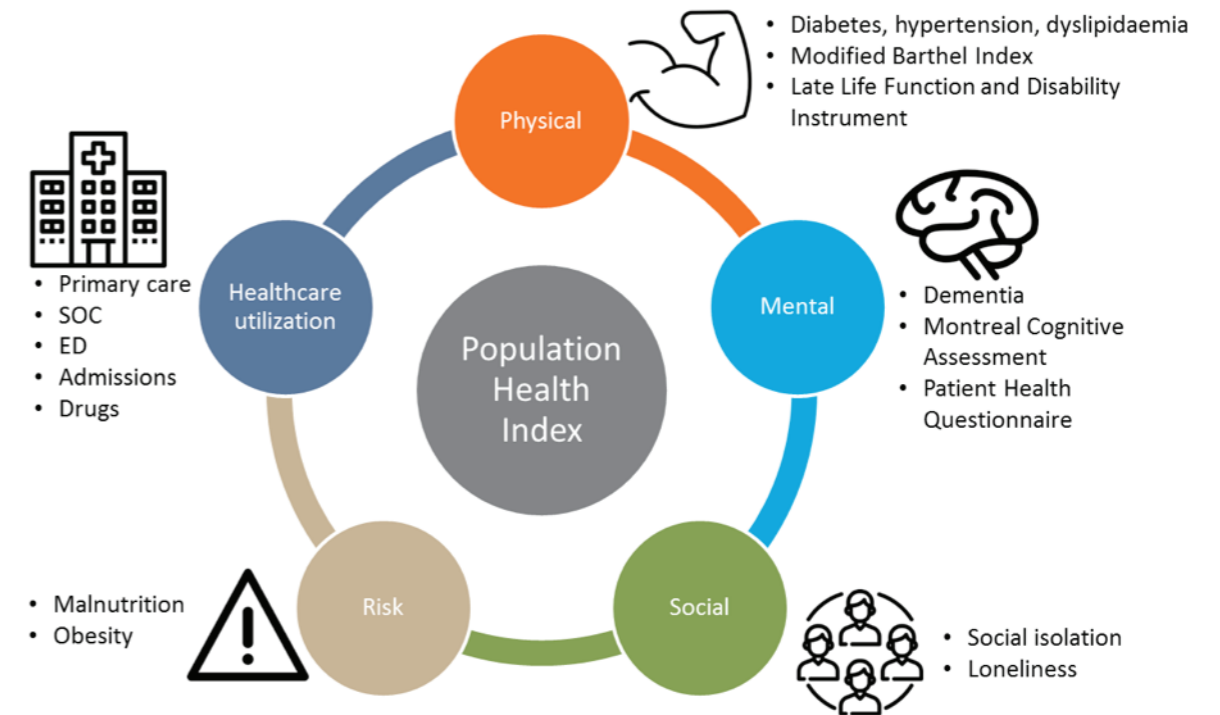 • Diabetes, hypertension, dyslipidaemia
• Modified Barthel Index
• Late Life Function and Disability
Instrument
Physical
Healthcare
utilization
• Primary care
• SOC
• ED
• Admissions
• Drugs
Mental
• Dementia
• Montreal Cognitive
Assessment
• Patient Health
Questionnaire
Population
Health
Index
Risk
• Malnutrition
• Obesity
Social
• Social isolation
• Loneliness